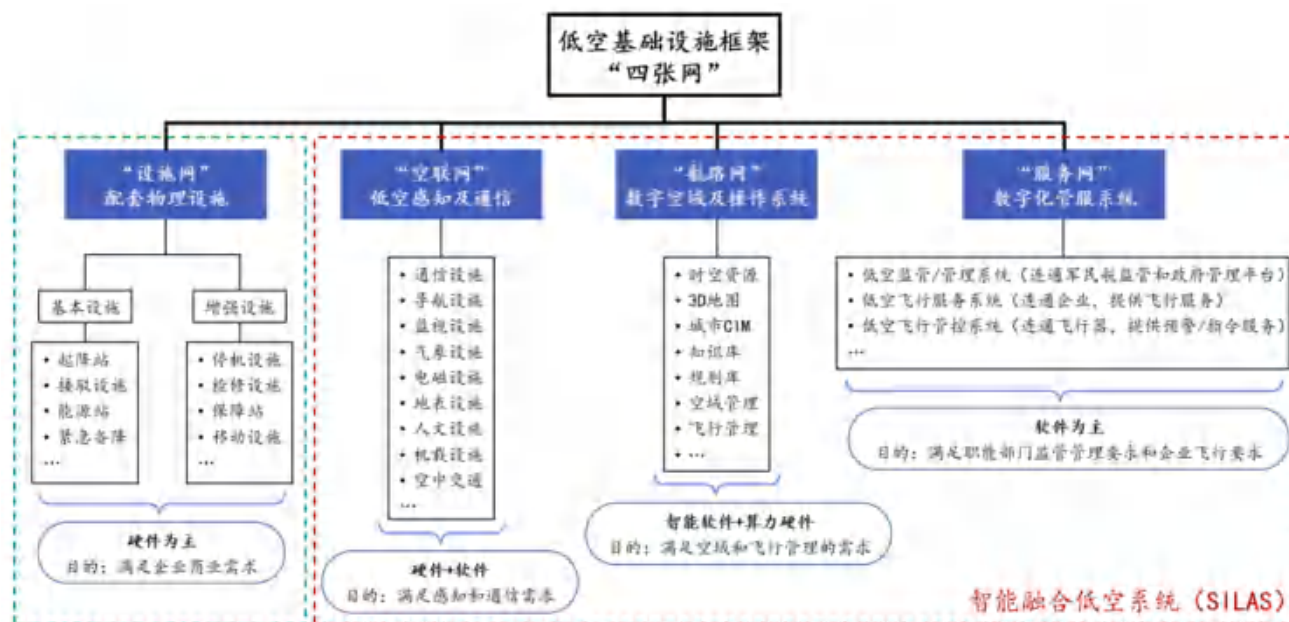 低空基础设施框架
“四张网”
“设施网”
配套物理设施
基本设施
• 起降站
• 接驳设施
• 能源站
• 紧急备降
...
增强设施
• 停机设施
• 检修设施
• 保障站
• 移动设施
...
硬件为主
目的：满足企业商业需求
“空联网”
低空感知及通信
• 通信设施
• 导航设施
• 监视设施
• 气象设施
• 电磁设施
• 地表设施
• 人文设施
• 机载设施
• 空中交通
...
硬件+软件
目的：满足感知和通信需求
“航路网”
数字空域及操作系统
• 时空资源
• 3D地图
• 城市CIM
• 知识库
• 规则库
• 空域管理
• 飞行管理
• ...
智能软件+算力硬件
目的：满足空域和飞行管理的需求
“服务网”
数字化管服系统
• 低空监管/管理系统（连通军民航监管和政府管理平台）
• 低空飞行服务系统（连通企业、提供飞行服务）
• 低空飞行管控系统（连通飞行器、提供预警/指令服务）
...
软件为主
目的：满足职能部门监管管理要求和企业飞行要求
智能融合低空系统（SILAS）